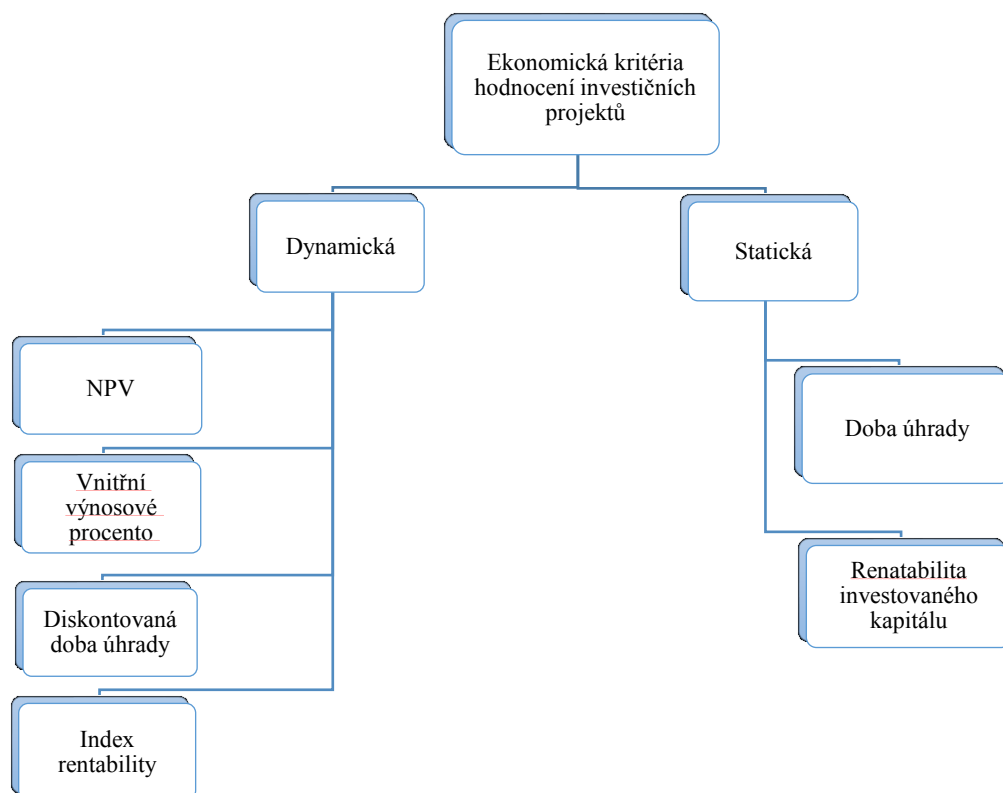 Ekonomická kritéria
hodnocení investičních
projektů
Dynamická
Statická
NPV
Doba úhrady
Vnitřní
výnosové
procento
Renatabilita
investovaného
kapitálu
Diskontovaná
doba úhrady
Index
rentability